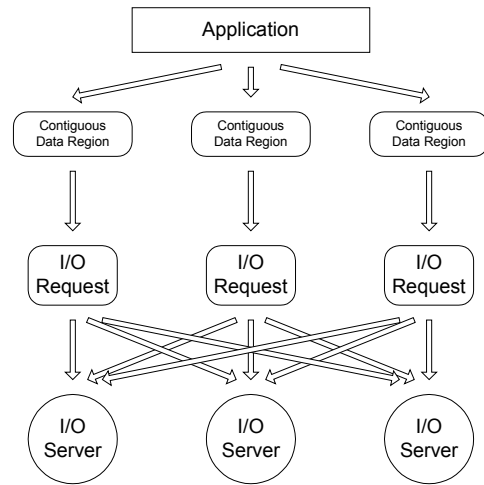 Application
Contiguous
Data Region
Contiguous
Data Region
Contiguous
Data Region
I/O
Request
I/O
Request
I/O
Request
I/O
Server
I/O
Server
I/O
Server